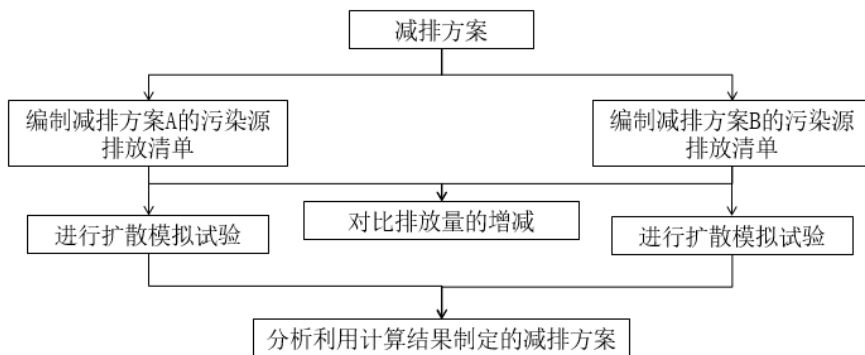 减排方案
编制减排方案A的污染源
排放清单
编制减排方案B的污染源
排放清单
对比排放量的增减
进行扩散模拟试验
进行扩散模拟试验
分析利用计算结果制定的减排方案